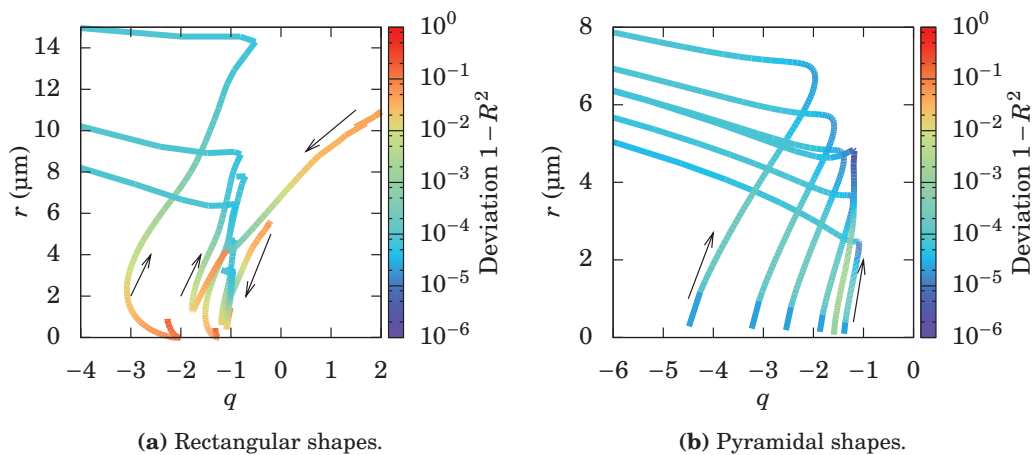 14
12
10
8
6
4
2
0
r (µm)
−4 −3 −2 −1 0 1 2
q
10^0
10^−1
10^−2
10^−3
10^−4
10^−5
10^−6
Deviation 1−R^2
(a) Rectangular shapes.
8
6
4
2
0
r (µm)
−6 −5 −4 −3 −2 −1 0
q
10^0
10^−1
10^−2
10^−3
10^−4
10^−5
10^−6
Deviation 1−R^2
(b) Pyramidal shapes.